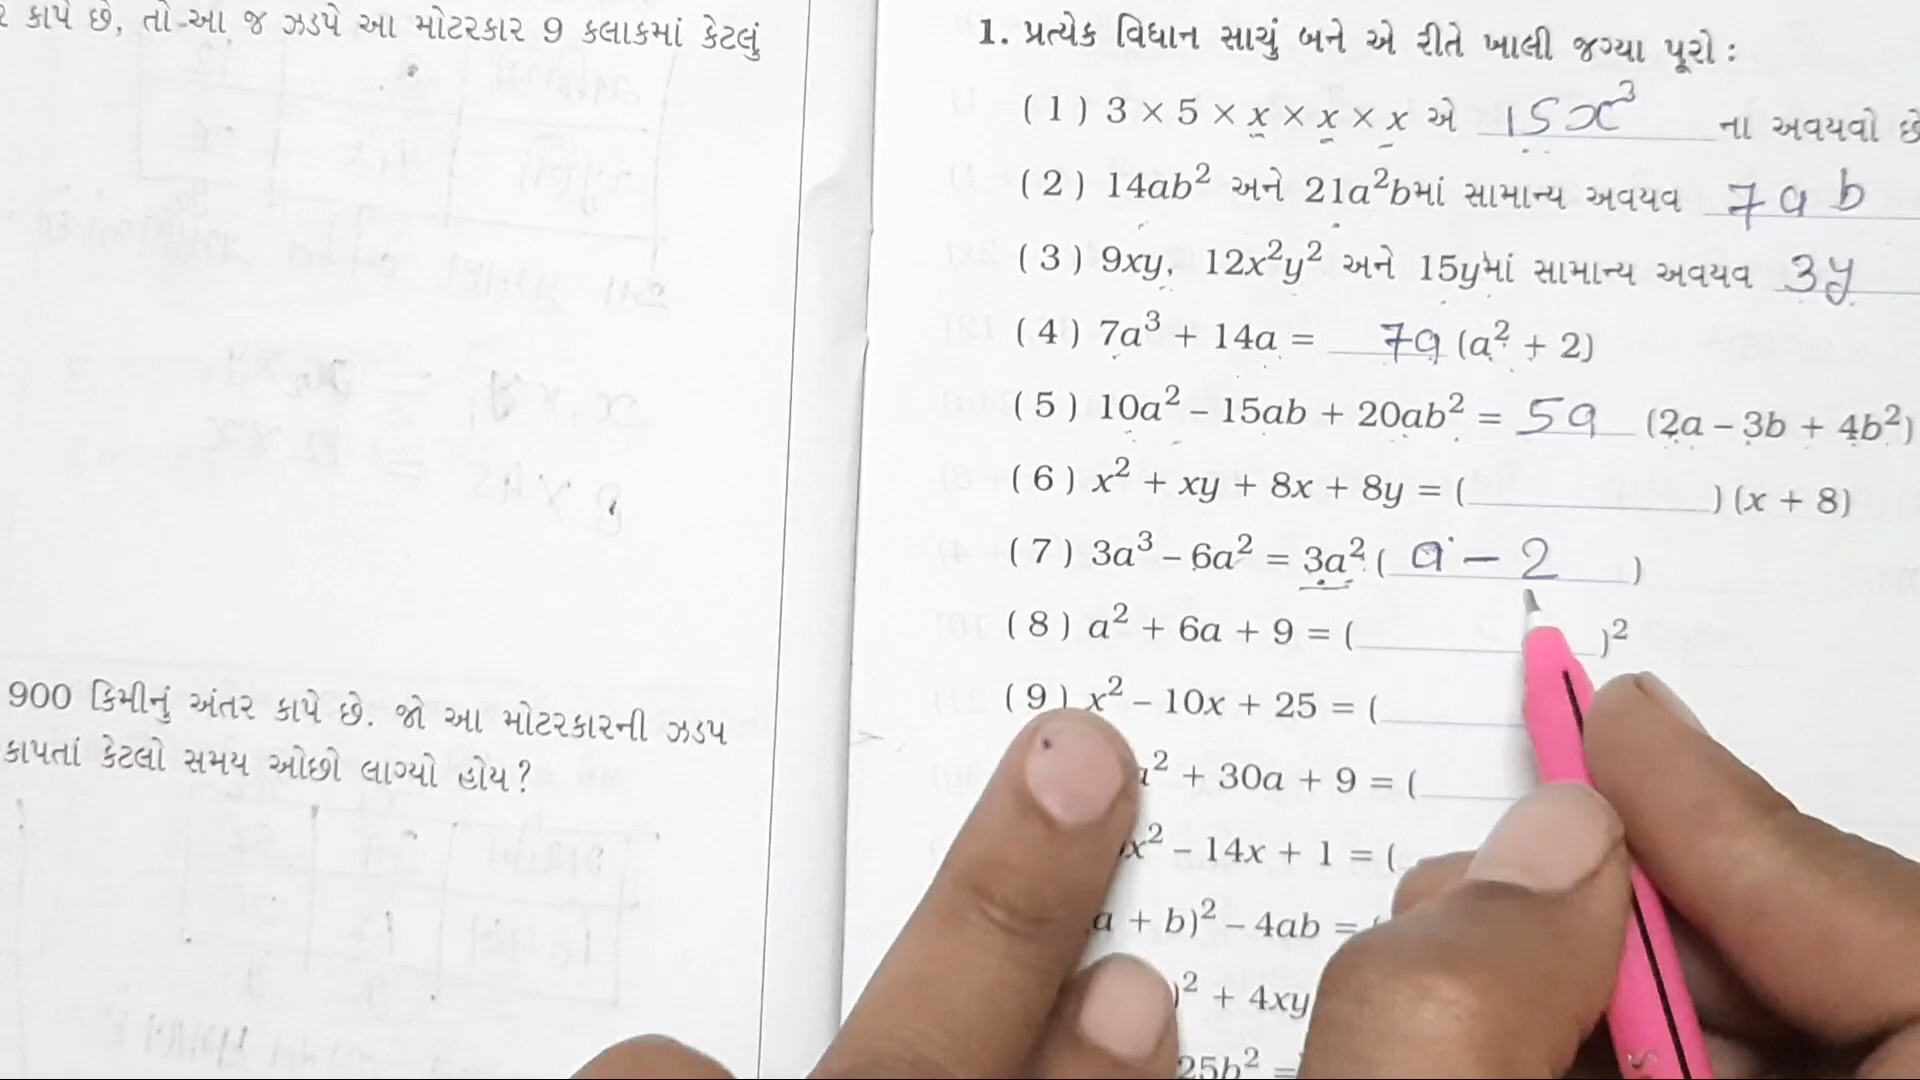 કાપે છે, તો આ જ ઝડપે આ મોટરકાર 9 કલાકમાં કેટલું
900 કિમીનું અંતર કાપે છે. જો આ મોટરકારની ઝડપ
કાપતાં કેટલો સમય ઓછો લાગ્યો હોય?
1. પ્રત્યેક વિધાન સાચું બને એ રીતે ખાલી જગ્યા પૂરો :
(1) 3 × 5 × x × x × x એ 15x³ ના અવયવો છે
(2) 14ab² અને 21a²bમાં સામાન્ય અવયવ 7ab
(3) 9xy, 12x²y² અને 15yમાં સામાન્ય અવયવ 3y
(4) 7a³ + 14a = 7a (a² + 2)
(5) 10a² – 15ab + 20ab² = 5a (2a – 3b + 4b²)
(6) x² + xy + 8x + 8y = (__________) (x + 8)
(7) 3a³ – 6a² = 3a² (a – 2)
(8) a² + 6a + 9 = (__________)²
(9) x² – 10x + 25 = (
a² + 30a + 9 = (
x² – 14x + 1 = (
a + b)² – 4ab = (
)² + 4xy
25b² =